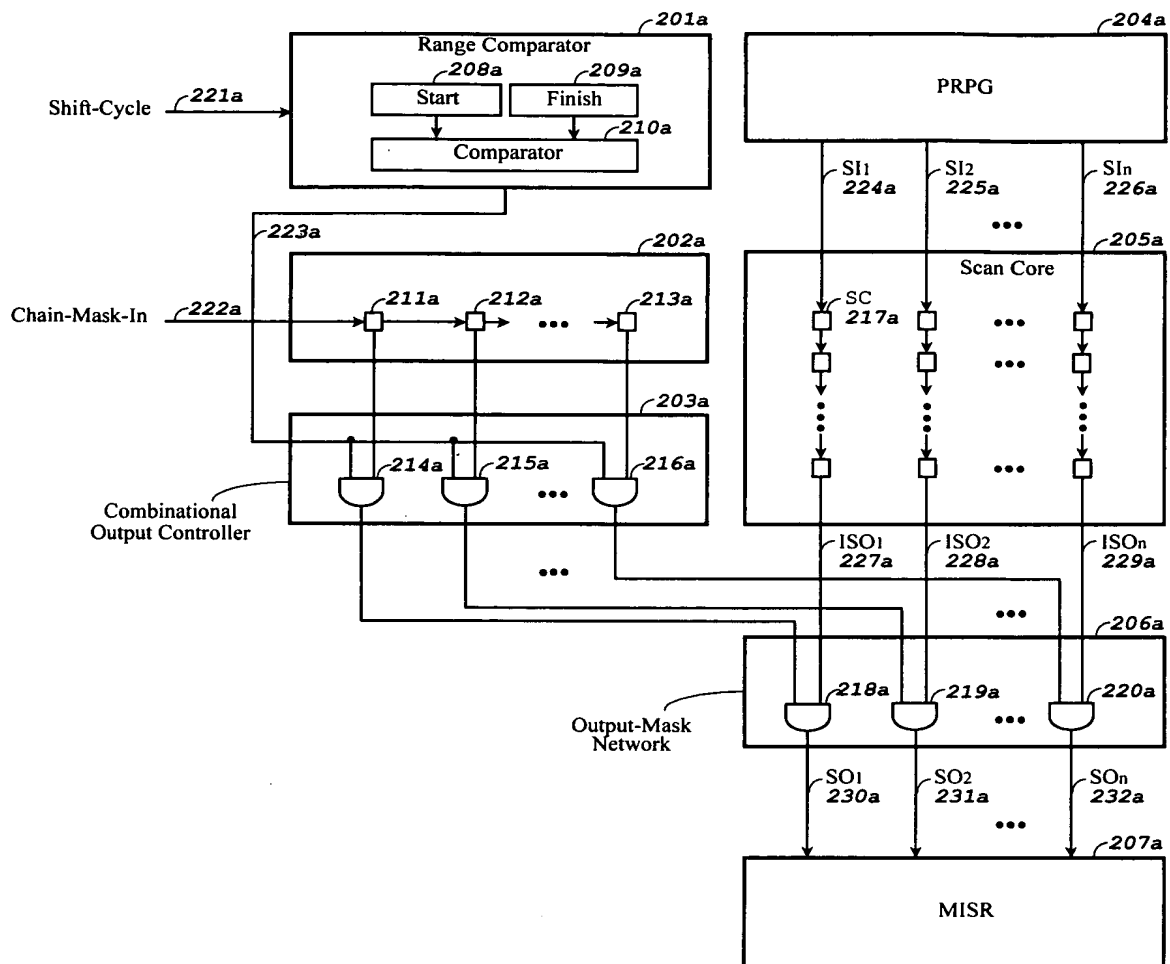 201a
Range Comparator
208a
209a
Start
Finish
210a
Comparator
Shift-Cycle
221a
204a
PRPG
SI1
224a
SI2
225a
SIn
226a
223a
202a
Chain-Mask-In
222a
211a
212a
213a
205a
Scan Core
SC
217a
203a
214a
215a
216a
Combinational
Output Controller
ISO1
227a
ISO2
228a
ISOn
229a
206a
218a
219a
220a
Output-Mask
Network
SO1
230a
SO2
231a
SOn
232a
207a
MISR